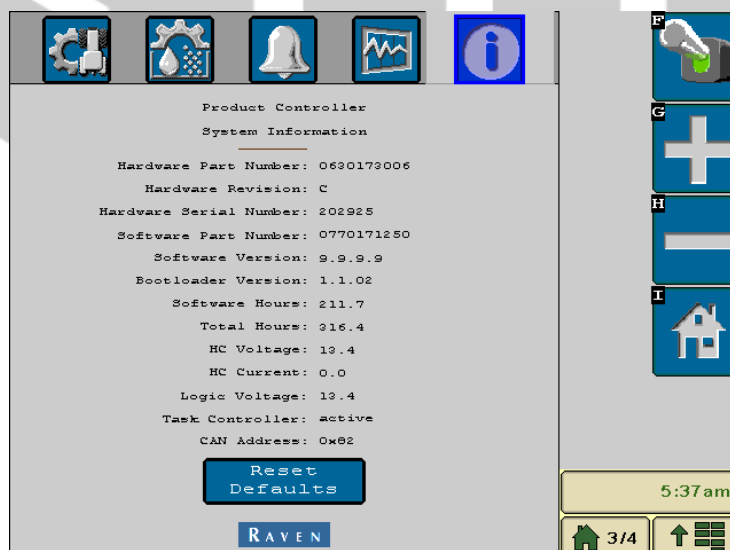 Product Controller
System Information
Hardware Part Number: 0630173006
Hardware Revision: C
Hardware Serial Number: 202925
Software Part Number: 0770171250
Software Version: 9.9.9.9
Bootloader Version: 1.1.02
Software Hours: 211.7
Total Hours: 316.4
HC Voltage: 13.4
HC Current: 0.0
Logic Voltage: 13.4
Task Controller: active
CAN Address: 0x82
Reset
Defaults
RAVEN
F
G
H
I
5:37am
3/4